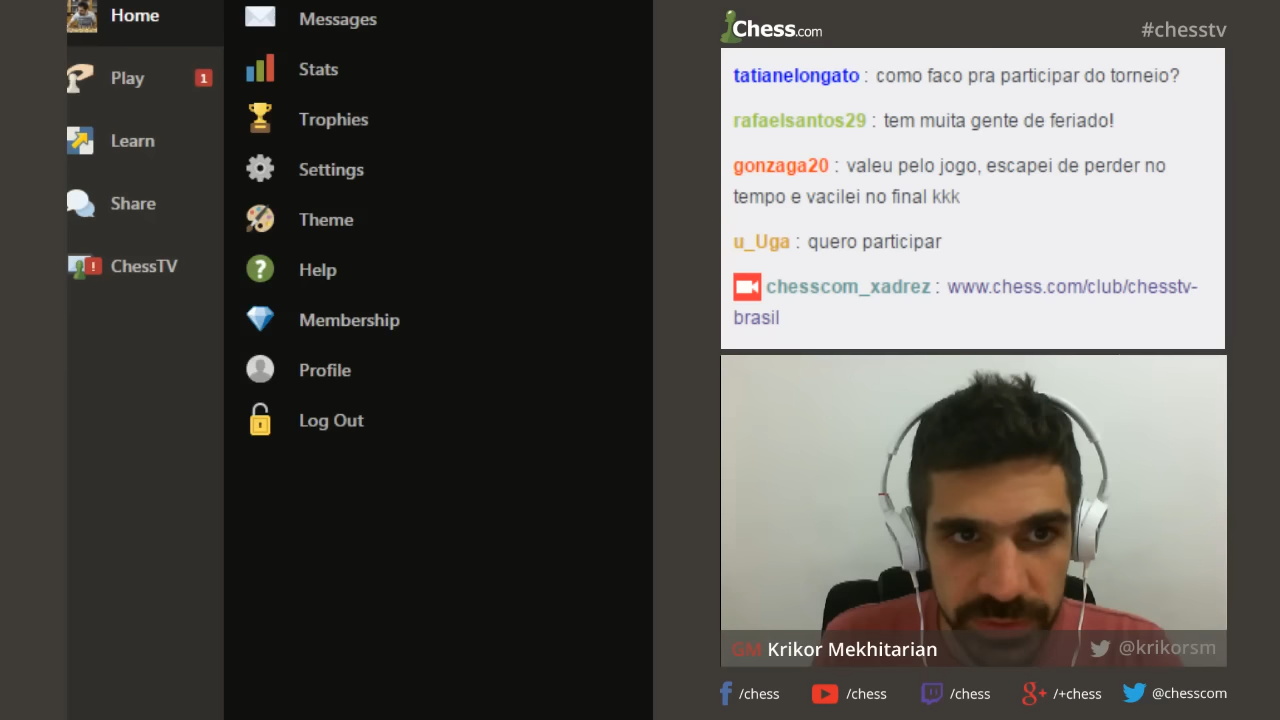 Home
Play
1
Learn
Share
!
ChessTV
Messages
Stats
Trophies
Settings
Theme
?
Help
Membership
Profile
Log Out
Chess.com
#chesstv
tatianelongato : como faco pra participar do torneio?
rafaelsantos29 : tem muita gente de feriado!
gonzaga20 : valeu pelo jogo, escapei de perder no
tempo e vacilei no final kkk
u_Uga : quero participar
chesscom_xadrez : www.chess.com/club/chesstv-
brasil
GM Krikor Mekhitarian
@krikorsm
f /chess
/chess
/chess
g+ /+chess
@chesscom